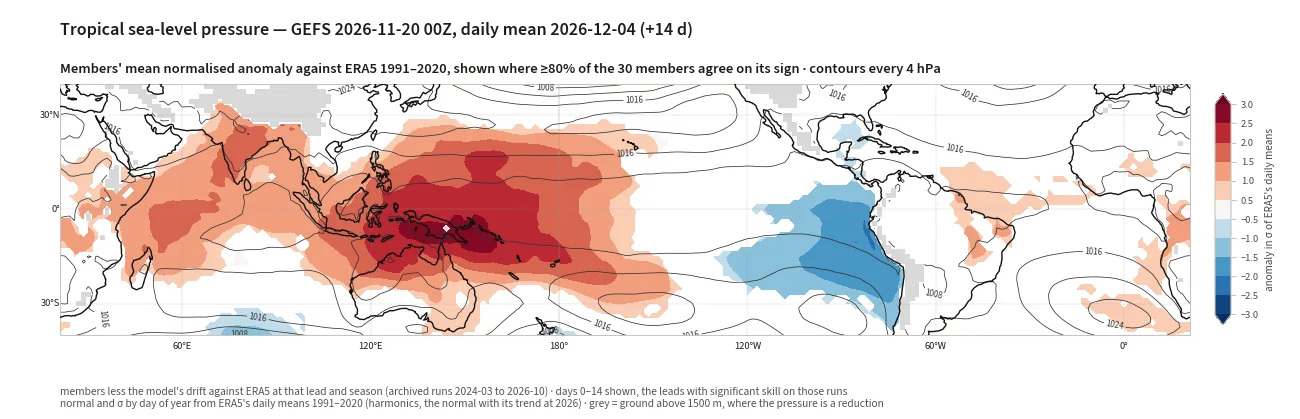 Tropical sea-level pressure — GEFS 2026-11-20 00Z, daily mean 2026-12-04 (+14 d)
Members' mean normalised anomaly against ERA5 1991–2020, shown where ≥80% of the 30 members agree on its sign · contours every 4 hPa
1024
1008
1016
1016
1016
1016
30°N
1016
1016
1016
0°
1016
1008
30°S
1016
1016
1008
1016
1016
1024
60°E
120°E
180°
120°W
60°W
0°
3.0
2.5
2.0
1.5
1.0
0.5
−0.5
−1.0
−1.5
−2.0
−2.5
−3.0
anomaly in σ of ERA5's daily means
members less the model's drift against ERA5 at that lead and season (archived runs 2024-03 to 2026-10) · days 0–14 shown, the leads with significant skill on those runs
normal and σ by day of year from ERA5's daily means 1991–2020 (harmonics, the normal with its trend at 2026) · grey = ground above 1500 m, where the pressure is a reduction